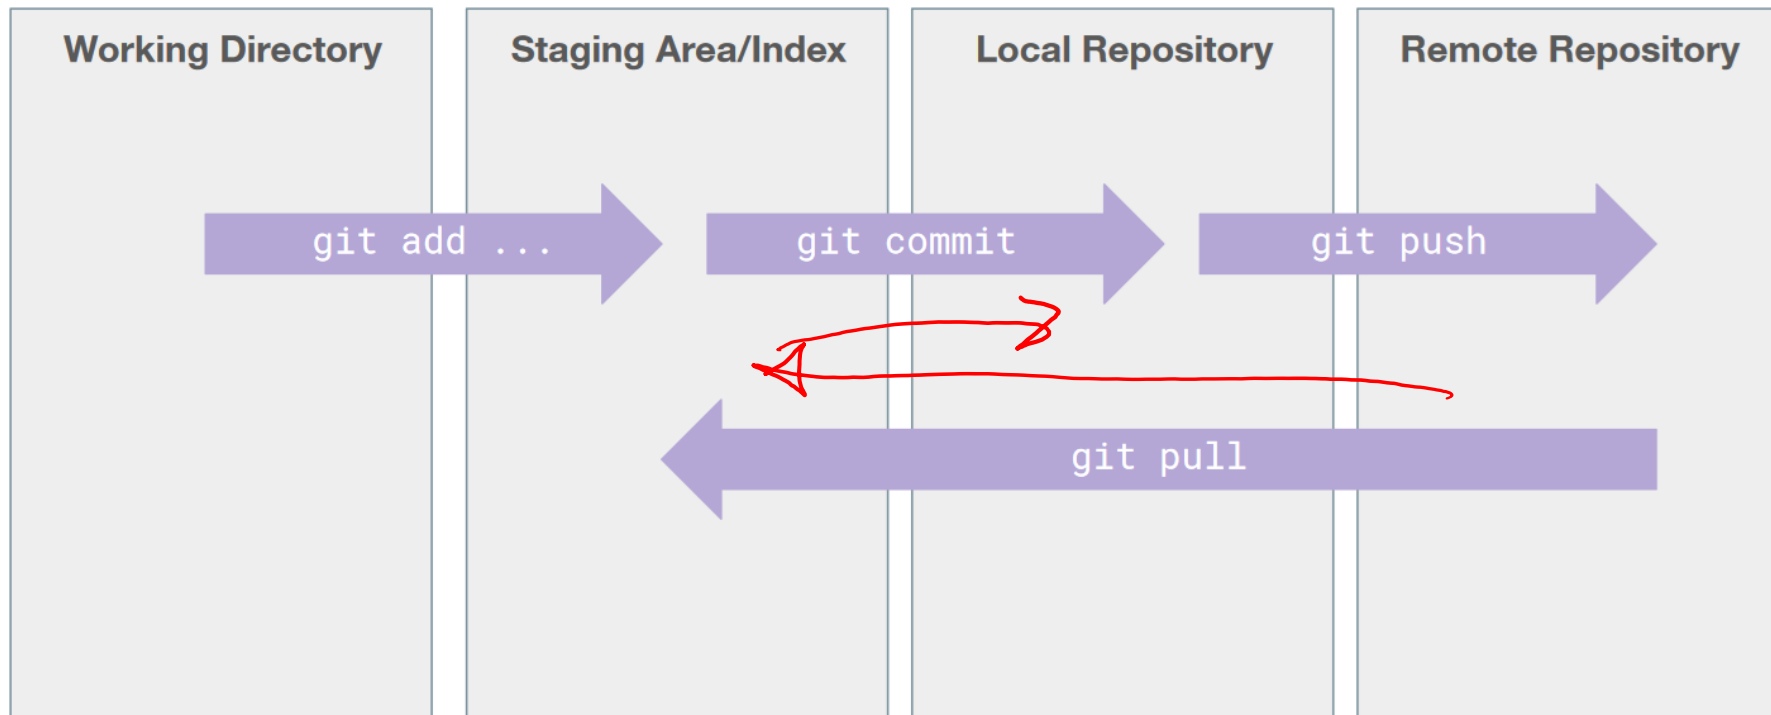 Working Directory
Staging Area/Index
Local Repository
Remote Repository
git add ...
git commit
git push
git pull